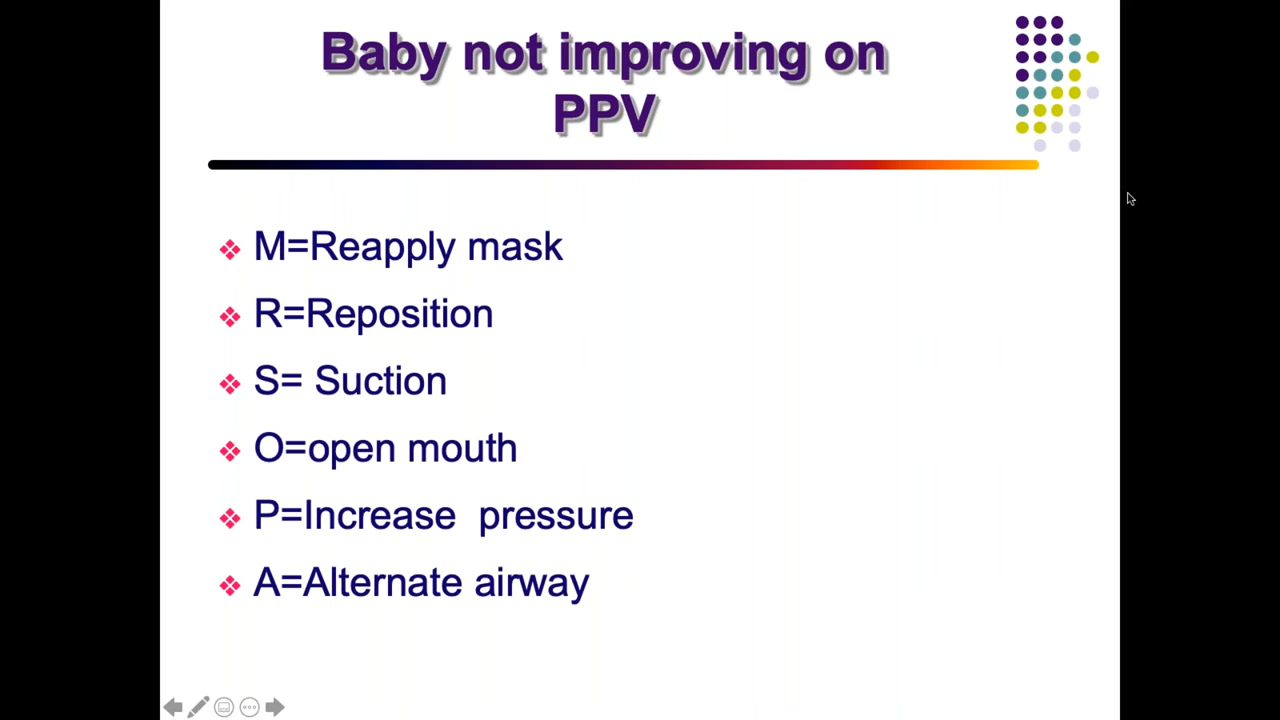 Baby not improving on
PPV
M=Reapply mask
R=Reposition
S= Suction
O=open mouth
P=Increase  pressure
A=Alternate airway